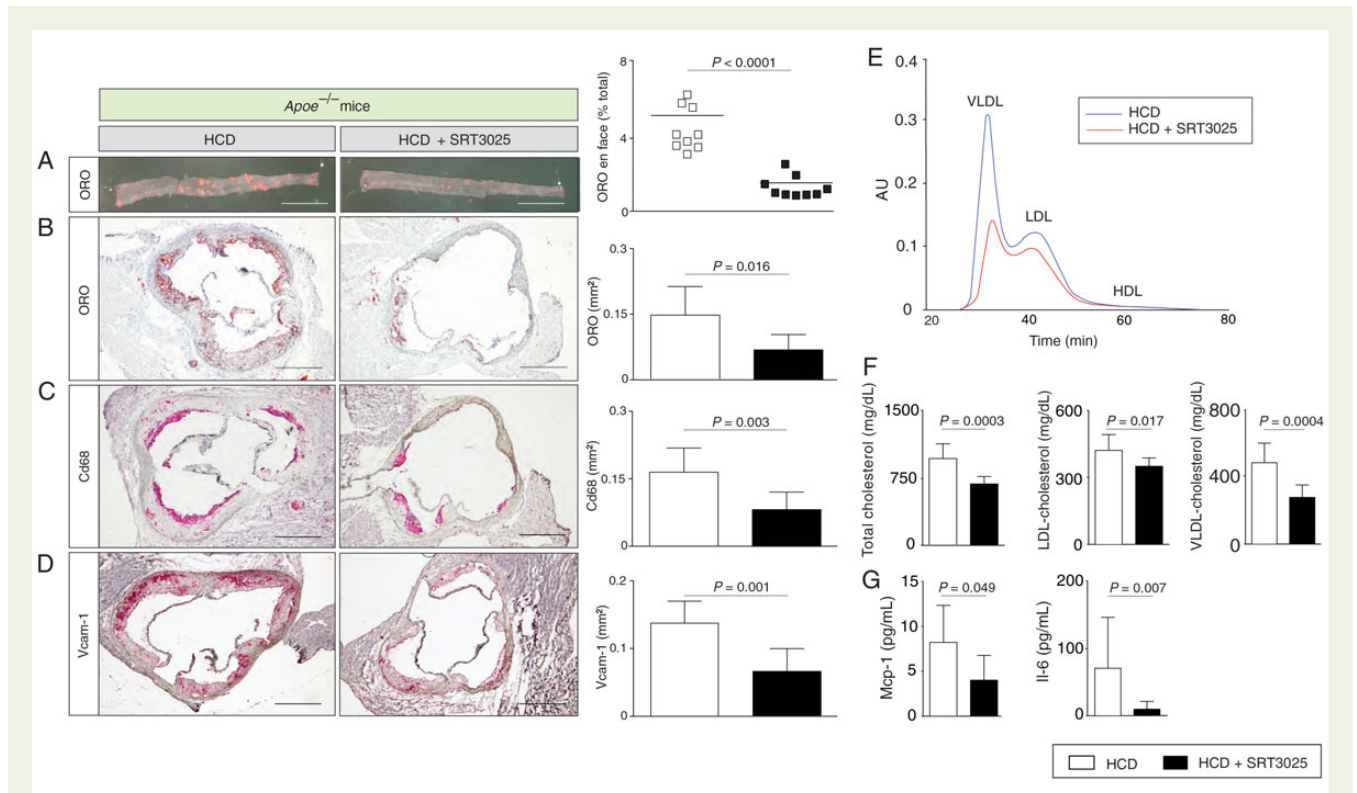 Apoe−/− mice
HCD
HCD + SRT3025
A
ORO
B
ORO
C
Cd68
D
Vcam-1
ORO en face (% total)
8
4
0
P < 0.0001
ORO (mm²)
0.3
0.15
0
P = 0.016
Cd68 (mm²)
0.3
0.15
0
P = 0.003
Vcam-1 (mm²)
0.2
0.1
0
P = 0.001
E
AU
0.4
0.3
0.2
0.1
0
VLDL
LDL
HDL
HCD
HCD + SRT3025
20
40
60
80
Time (min)
F
Total cholesterol (mg/dL)
1500
750
0
P = 0.0003
LDL-cholesterol (mg/dL)
600
300
0
P = 0.017
VLDL-cholesterol (mg/dL)
800
400
0
P = 0.0004
G
Mcp-1 (pg/mL)
15
10
5
0
P = 0.049
Il-6 (pg/mL)
200
100
0
P = 0.007
HCD
HCD + SRT3025